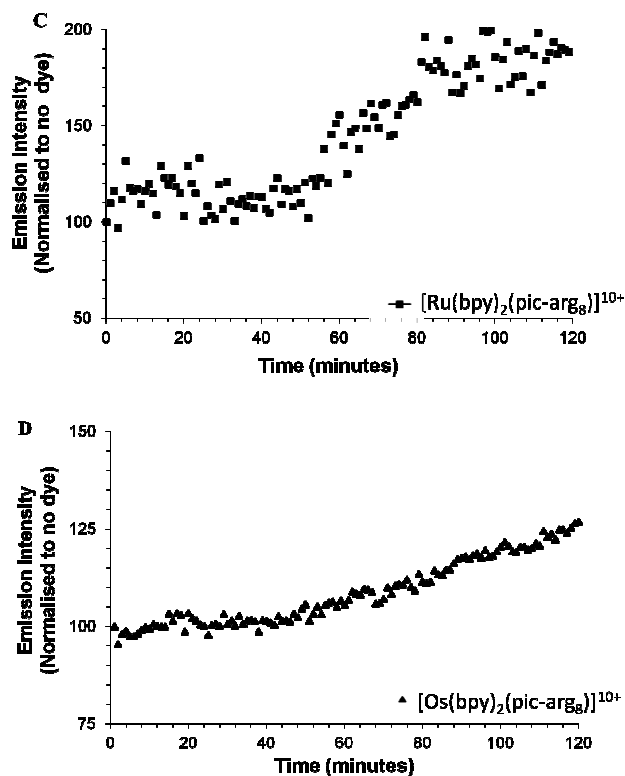 C
200
150
100
50
0
20
40
60
80
100
120
Emission Intensity
(Normalised to no dye)
[Ru(bpy)2(pic-arg8)]10+
Time (minutes)
D
150
125
100
75
0
20
40
60
80
100
120
Emission Intensity
(Normalised to no dye)
[Os(bpy)2(pic-arg8)]10+
Time (minutes)